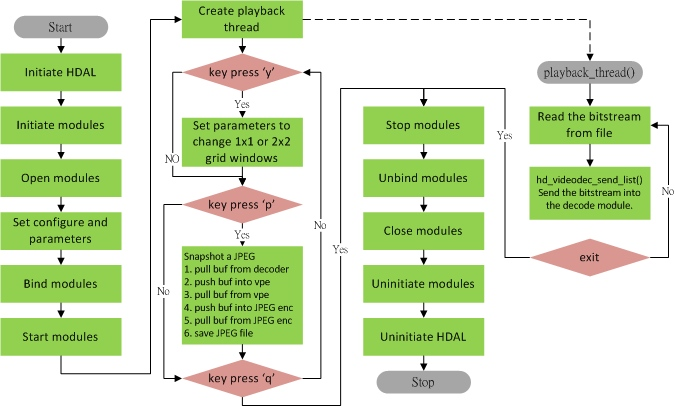 Start
Initiate HDAL
Initiate modules
Open modules
Set configure and
parameters
Bind modules
Start modules
Create playback
thread
key press 'y'
Yes
Set parameters to
change 1x1 or 2x2
grid windows
NO
key press 'p'
Yes
Snapshot a JPEG
1. pull buf from decoder
2. push buf into vpe
3. pull buf from vpe
4. push buf into JPEG enc
5. pull buf from JPEG enc
6. save JPEG file
No
key press 'q'
No
Yes
Stop modules
Unbind modules
Close modules
Uninitiate modules
Uninitiate HDAL
Stop
playback_thread()
Read the bitstream
from file
hd_videodec_send_list()
Send the bitstream into
the decode module.
exit
Yes
No